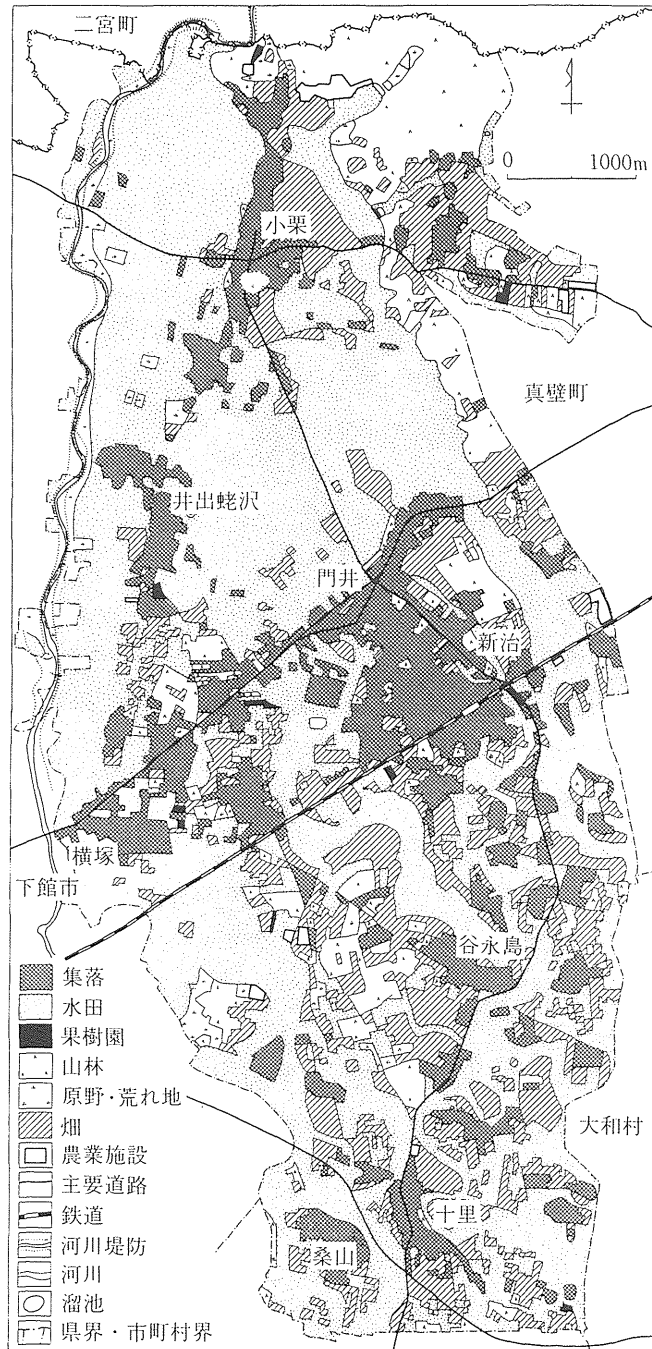 二宮町
0 1000m
小栗
真壁町
井出蛯沢
門井
新治
横塚
下館市
谷永島
大和村
十里
桑山
集落
水田
果樹園
山林
原野・荒れ地
畑
農業施設
主要道路
鉄道
河川堤防
河川
溜池
県界・市町村界